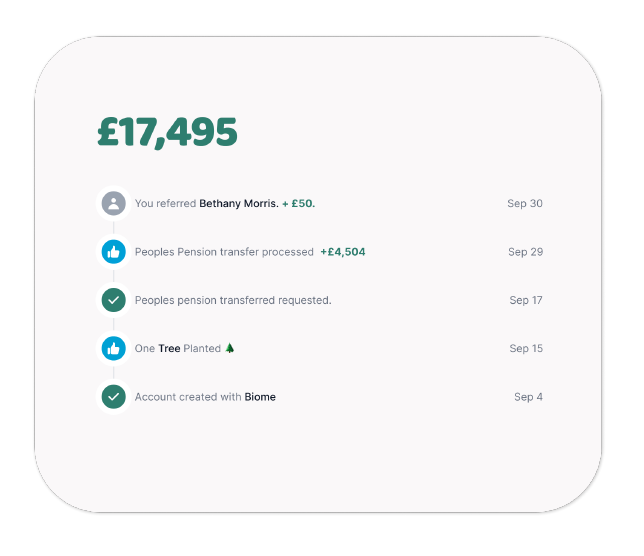 £17,495
You referred Bethany Morris. + £50. Sep 30
Peoples Pension transfer processed +£4,504 Sep 29
Peoples pension transferred requested. Sep 17
One Tree Planted 🌲 Sep 15
Account created with Biome Sep 4